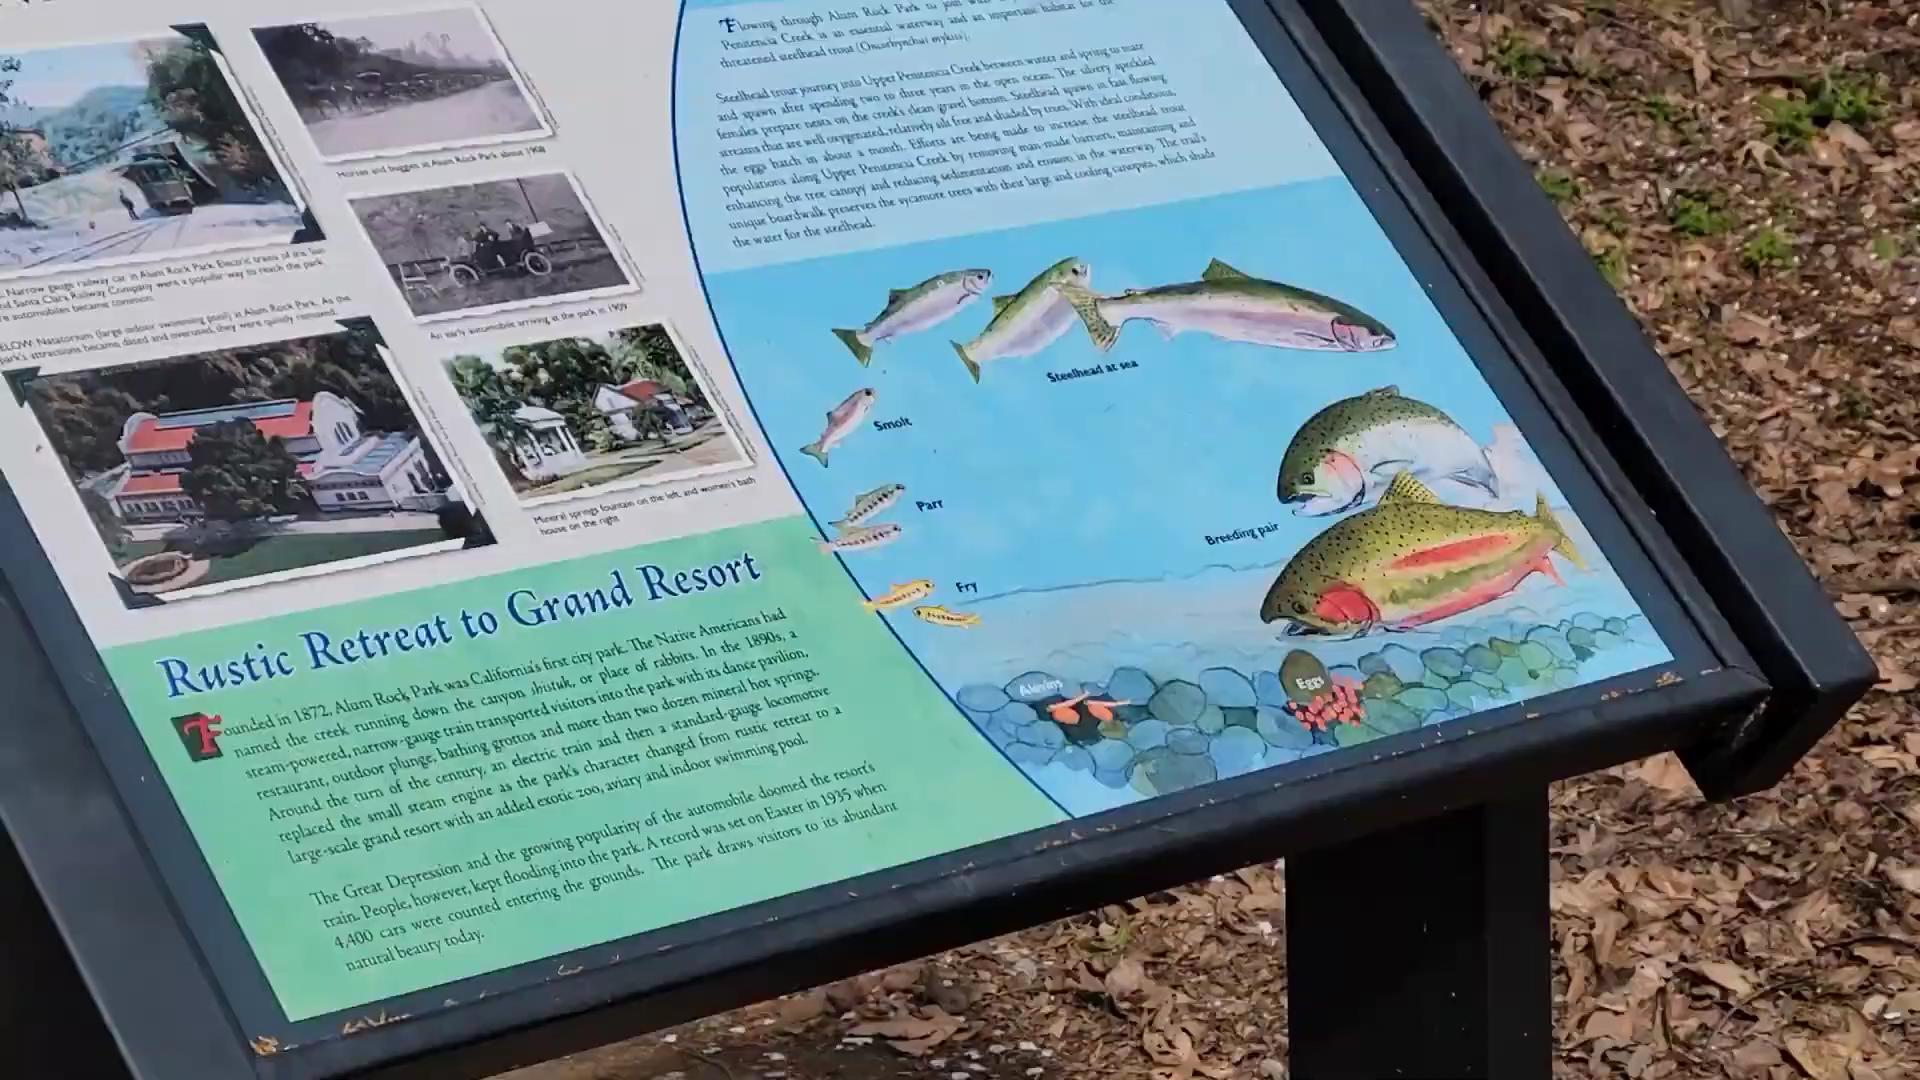 Narrow gauge railway car in Alum Rock Park. Electric trains of the San
Santa Clara Railway Company were a popular way to reach the park
automobiles became common.
Natatorium (large indoor swimming pool) in Alum Rock Park. As the
park's attractions became dated and overused, they were quietly removed.
Horses and buggies in Alum Rock Park about 1908
An early automobile arriving at the park in 1909
Mineral springs fountain on the left, and women's bath
house on the right
Rustic Retreat to Grand Resort
Founded in 1872, Alum Rock Park was California's first city park. The Native Americans had
named the creek running down the canyon shistuk, or place of rabbits. In the 1890s, a
steam-powered, narrow-gauge train transported visitors into the park with its dance pavilion,
restaurant, outdoor plunge, bathing grottos and more than two dozen mineral hot springs.
Around the turn of the century, an electric train and then a standard-gauge locomotive
replaced the small steam engine as the park's character changed from rustic retreat to a
large-scale grand resort with an added exotic zoo, aviary and indoor swimming pool.
The Great Depression and the growing popularity of the automobile doomed the resort's
train. People, however, kept flooding into the park. A record was set on Easter in 1935 when
4,400 cars were counted entering the grounds. The park draws visitors to its abundant
natural beauty today.
Flowing through Alum Rock Park to join
Penitencia Creek is an essential waterway and an important habitat for the
threatened steelhead trout (Oncorhynchus mykiss).
Steelhead trout journey into Upper Penitencia Creek between winter and spring to mate
and spawn after spending two to three years in the open ocean. The silvery speckled
females prepare nests on the creek's clean gravel bottom. Steelhead spawn in fast flowing
streams that are well oxygenated, relatively silt free and shaded by trees. With ideal conditions,
the eggs hatch in about a month. Efforts are being made to increase the steelhead trout
populations along Upper Penitencia Creek by removing man-made barriers, maintaining and
enhancing the tree canopy and reducing sedimentation and erosion in the waterway. The trail's
unique boardwalk preserves the sycamore trees with their large and cooling canopies, which shade
the water for the steelhead.
Steelhead at sea
Smolt
Parr
Breeding pair
Fry
Alevins
Eggs